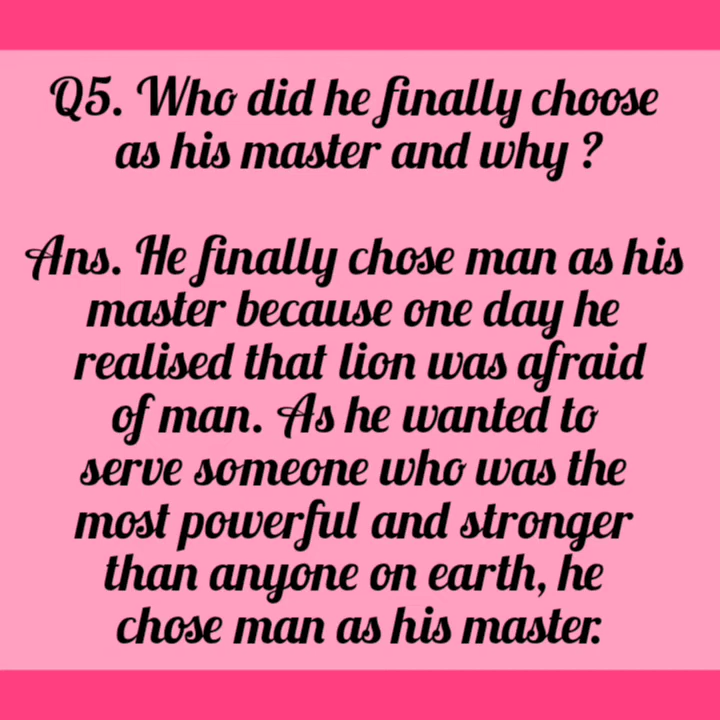 Q5. Who did he finally choose
as his master and why ?
Ans. He finally chose man as his
master because one day he
realised that lion was afraid
of man. As he wanted to
serve someone who was the
most powerful and stronger
than anyone on earth, he
chose man as his master.